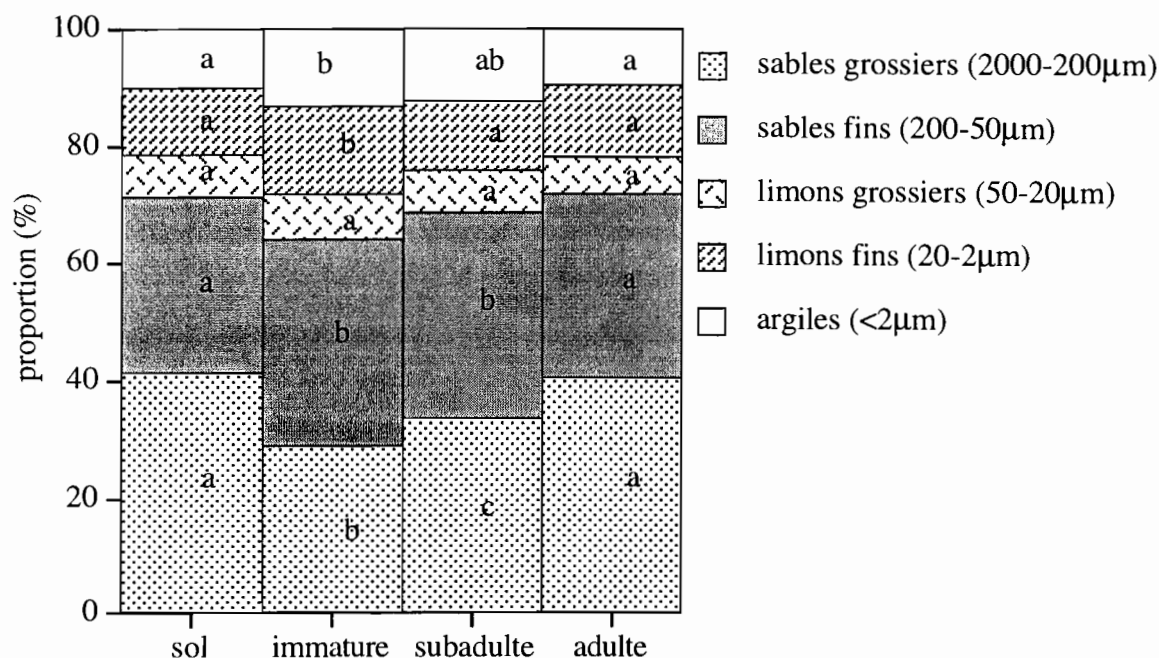 100
80
60
40
20
0
proportion (%)
a b ab a
a b a a
a a a a
a b b a
a b c a
sol immature subadulte adulte
sables grossiers (2000-200µm)
sables fins (200-50µm)
limons grossiers (50-20µm)
limons fins (20-2µm)
argiles (<2µm)